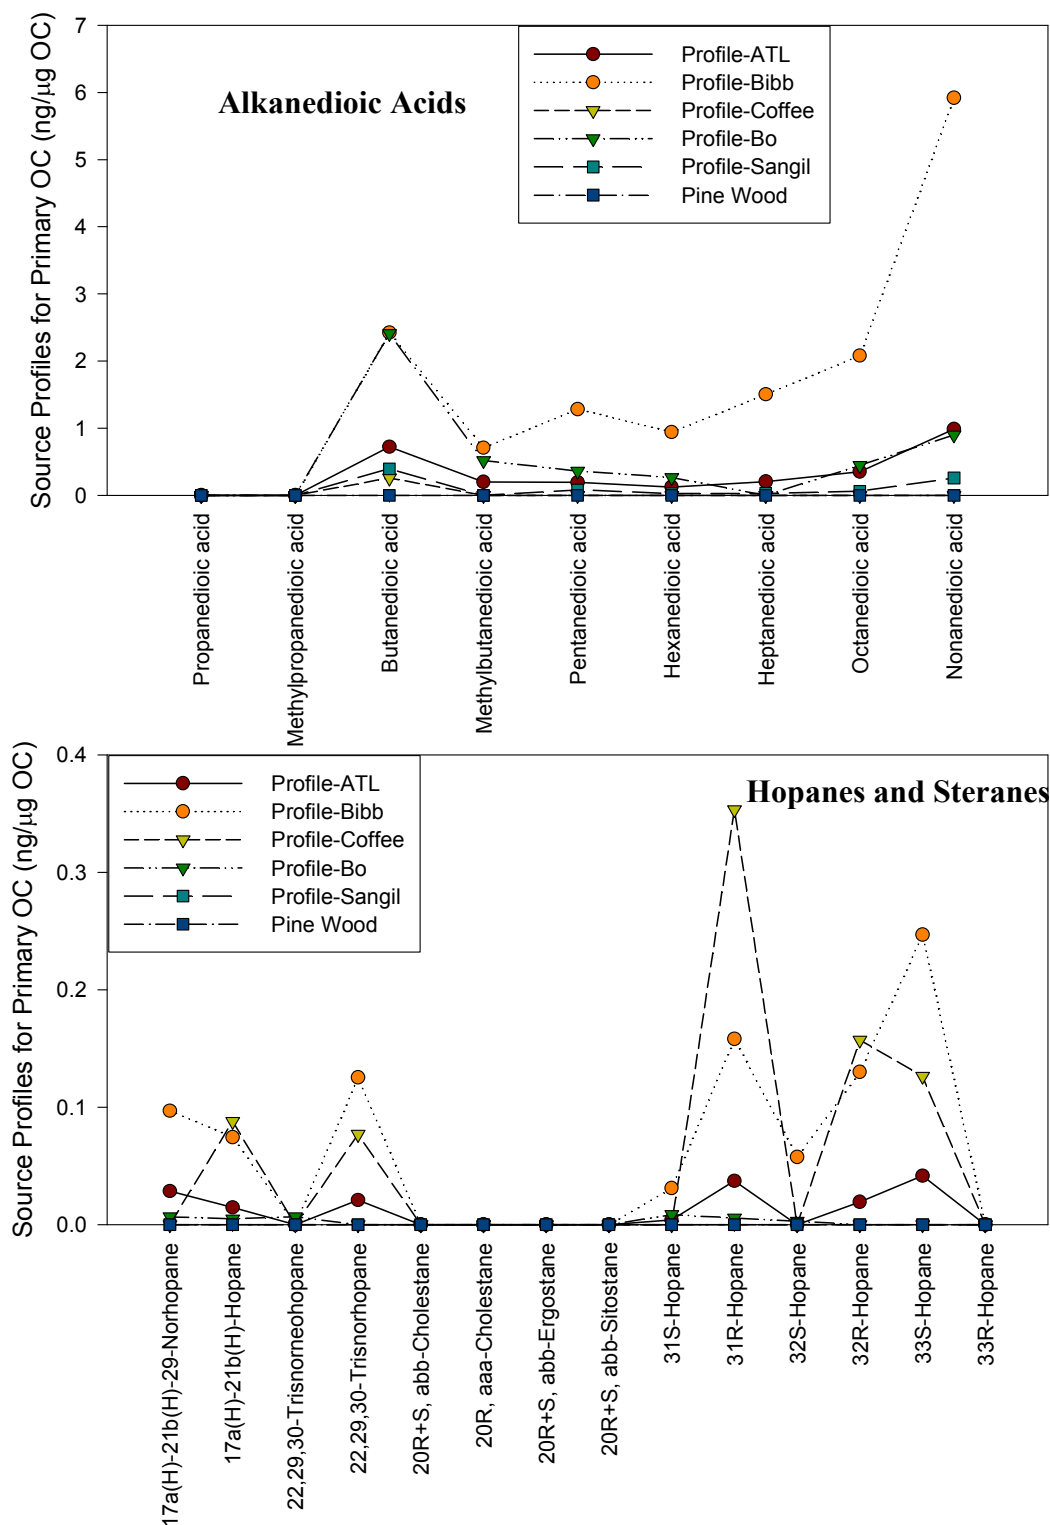 Source Profiles for Primary OC (ng/μg OC)
7
6
5
4
3
2
1
0
Alkanedioic Acids
Profile-ATL
Profile-Bibb
Profile-Coffee
Profile-Bo
Profile-Sangil
Pine Wood
Propanedioic acid
Methylpropanedioic acid
Butanedioic acid
Methylbutanedioic acid
Pentanedioic acid
Hexanedioic acid
Heptanedioic acid
Octanedioic acid
Nonanedioic acid
Source Profiles for Primary OC (ng/μg OC)
0.4
0.3
0.2
0.1
0.0
Profile-ATL
Profile-Bibb
Profile-Coffee
Profile-Bo
Profile-Sangil
Pine Wood
Hopanes and Steranes
17a(H)-21b(H)-29-Norhopane
17a(H)-21b(H)-Hopane
22,29,30-Trisnorneohopane
22,29,30-Trisnorhopane
20R+S, abb-Cholestane
20R, aaa-Cholestane
20R+S, abb-Ergostane
20R+S, abb-Sitostane
31S-Hopane
31R-Hopane
32S-Hopane
32R-Hopane
33S-Hopane
33R-Hopane